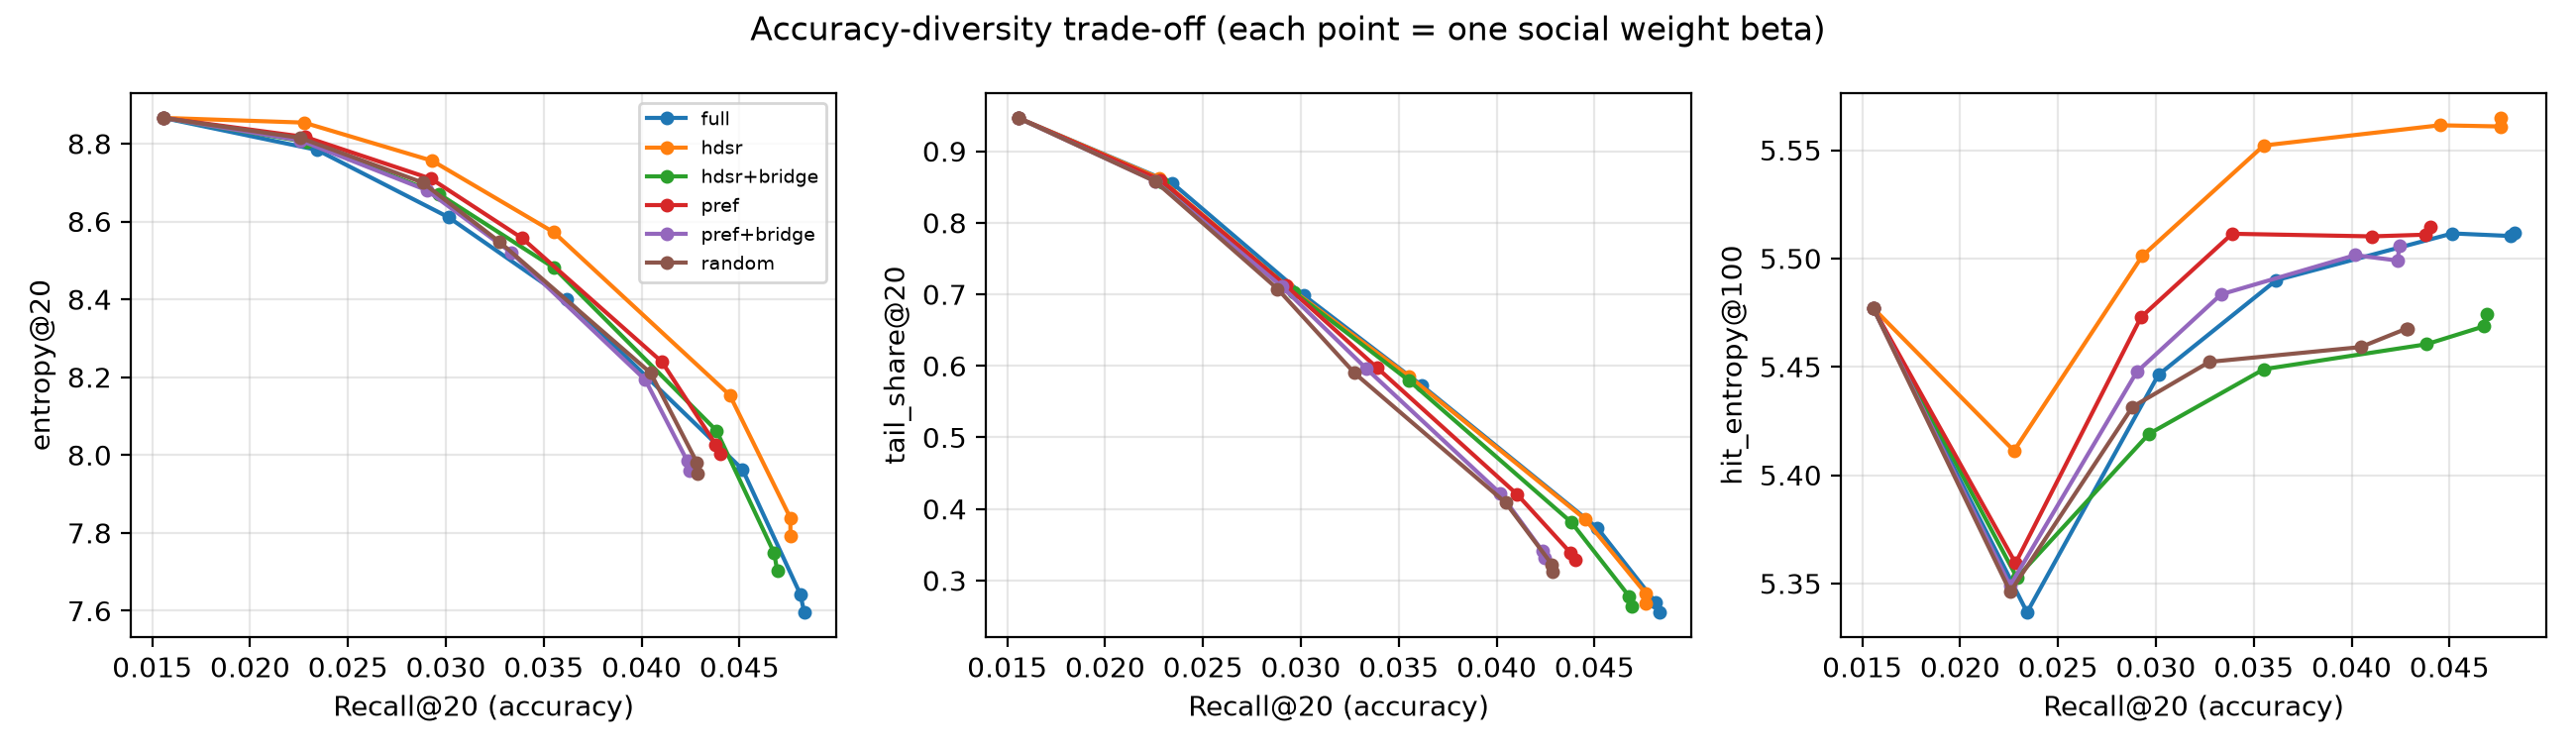 Accuracy-diversity trade-off (each point = one social weight beta)
entropy@20
8.8
8.6
8.4
8.2
8.0
7.8
7.6
0.015 0.020 0.025 0.030 0.035 0.040 0.045
Recall@20 (accuracy)
full
hdsr
hdsr+bridge
pref
pref+bridge
random
tail_share@20
0.9
0.8
0.7
0.6
0.5
0.4
0.3
0.015 0.020 0.025 0.030 0.035 0.040 0.045
Recall@20 (accuracy)
hit_entropy@100
5.55
5.50
5.45
5.40
5.35
0.015 0.020 0.025 0.030 0.035 0.040 0.045
Recall@20 (accuracy)